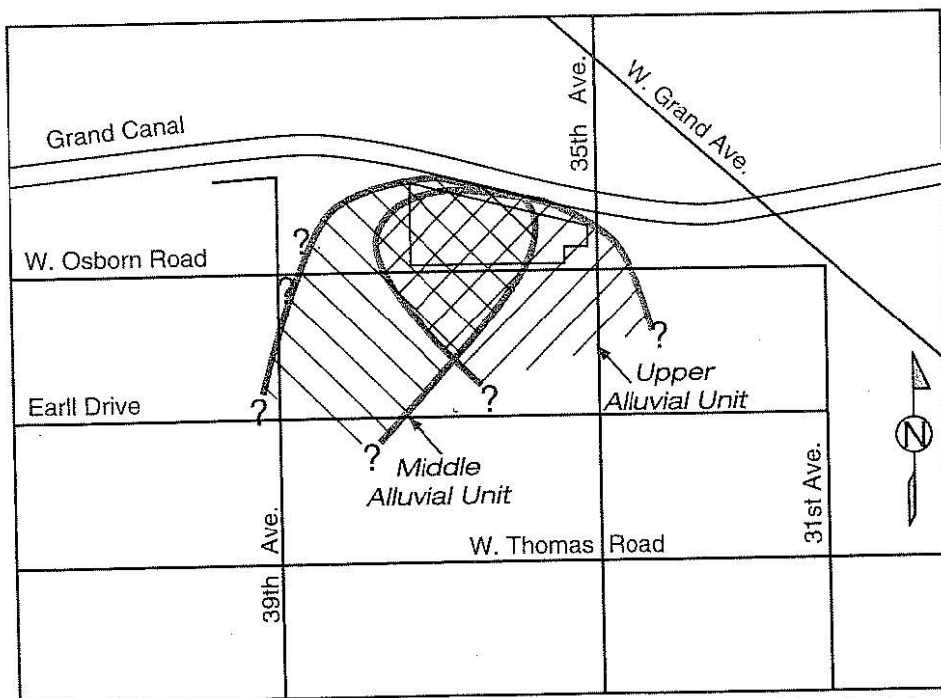 35th Ave.
W. Grand Ave.
Grand Canal
?
W. Osborn Road
?
?
Upper
Alluvial Unit
?
?
Earll Drive
?
Middle
Alluvial Unit
N
31st Ave.
39th Ave.
W. Thomas Road